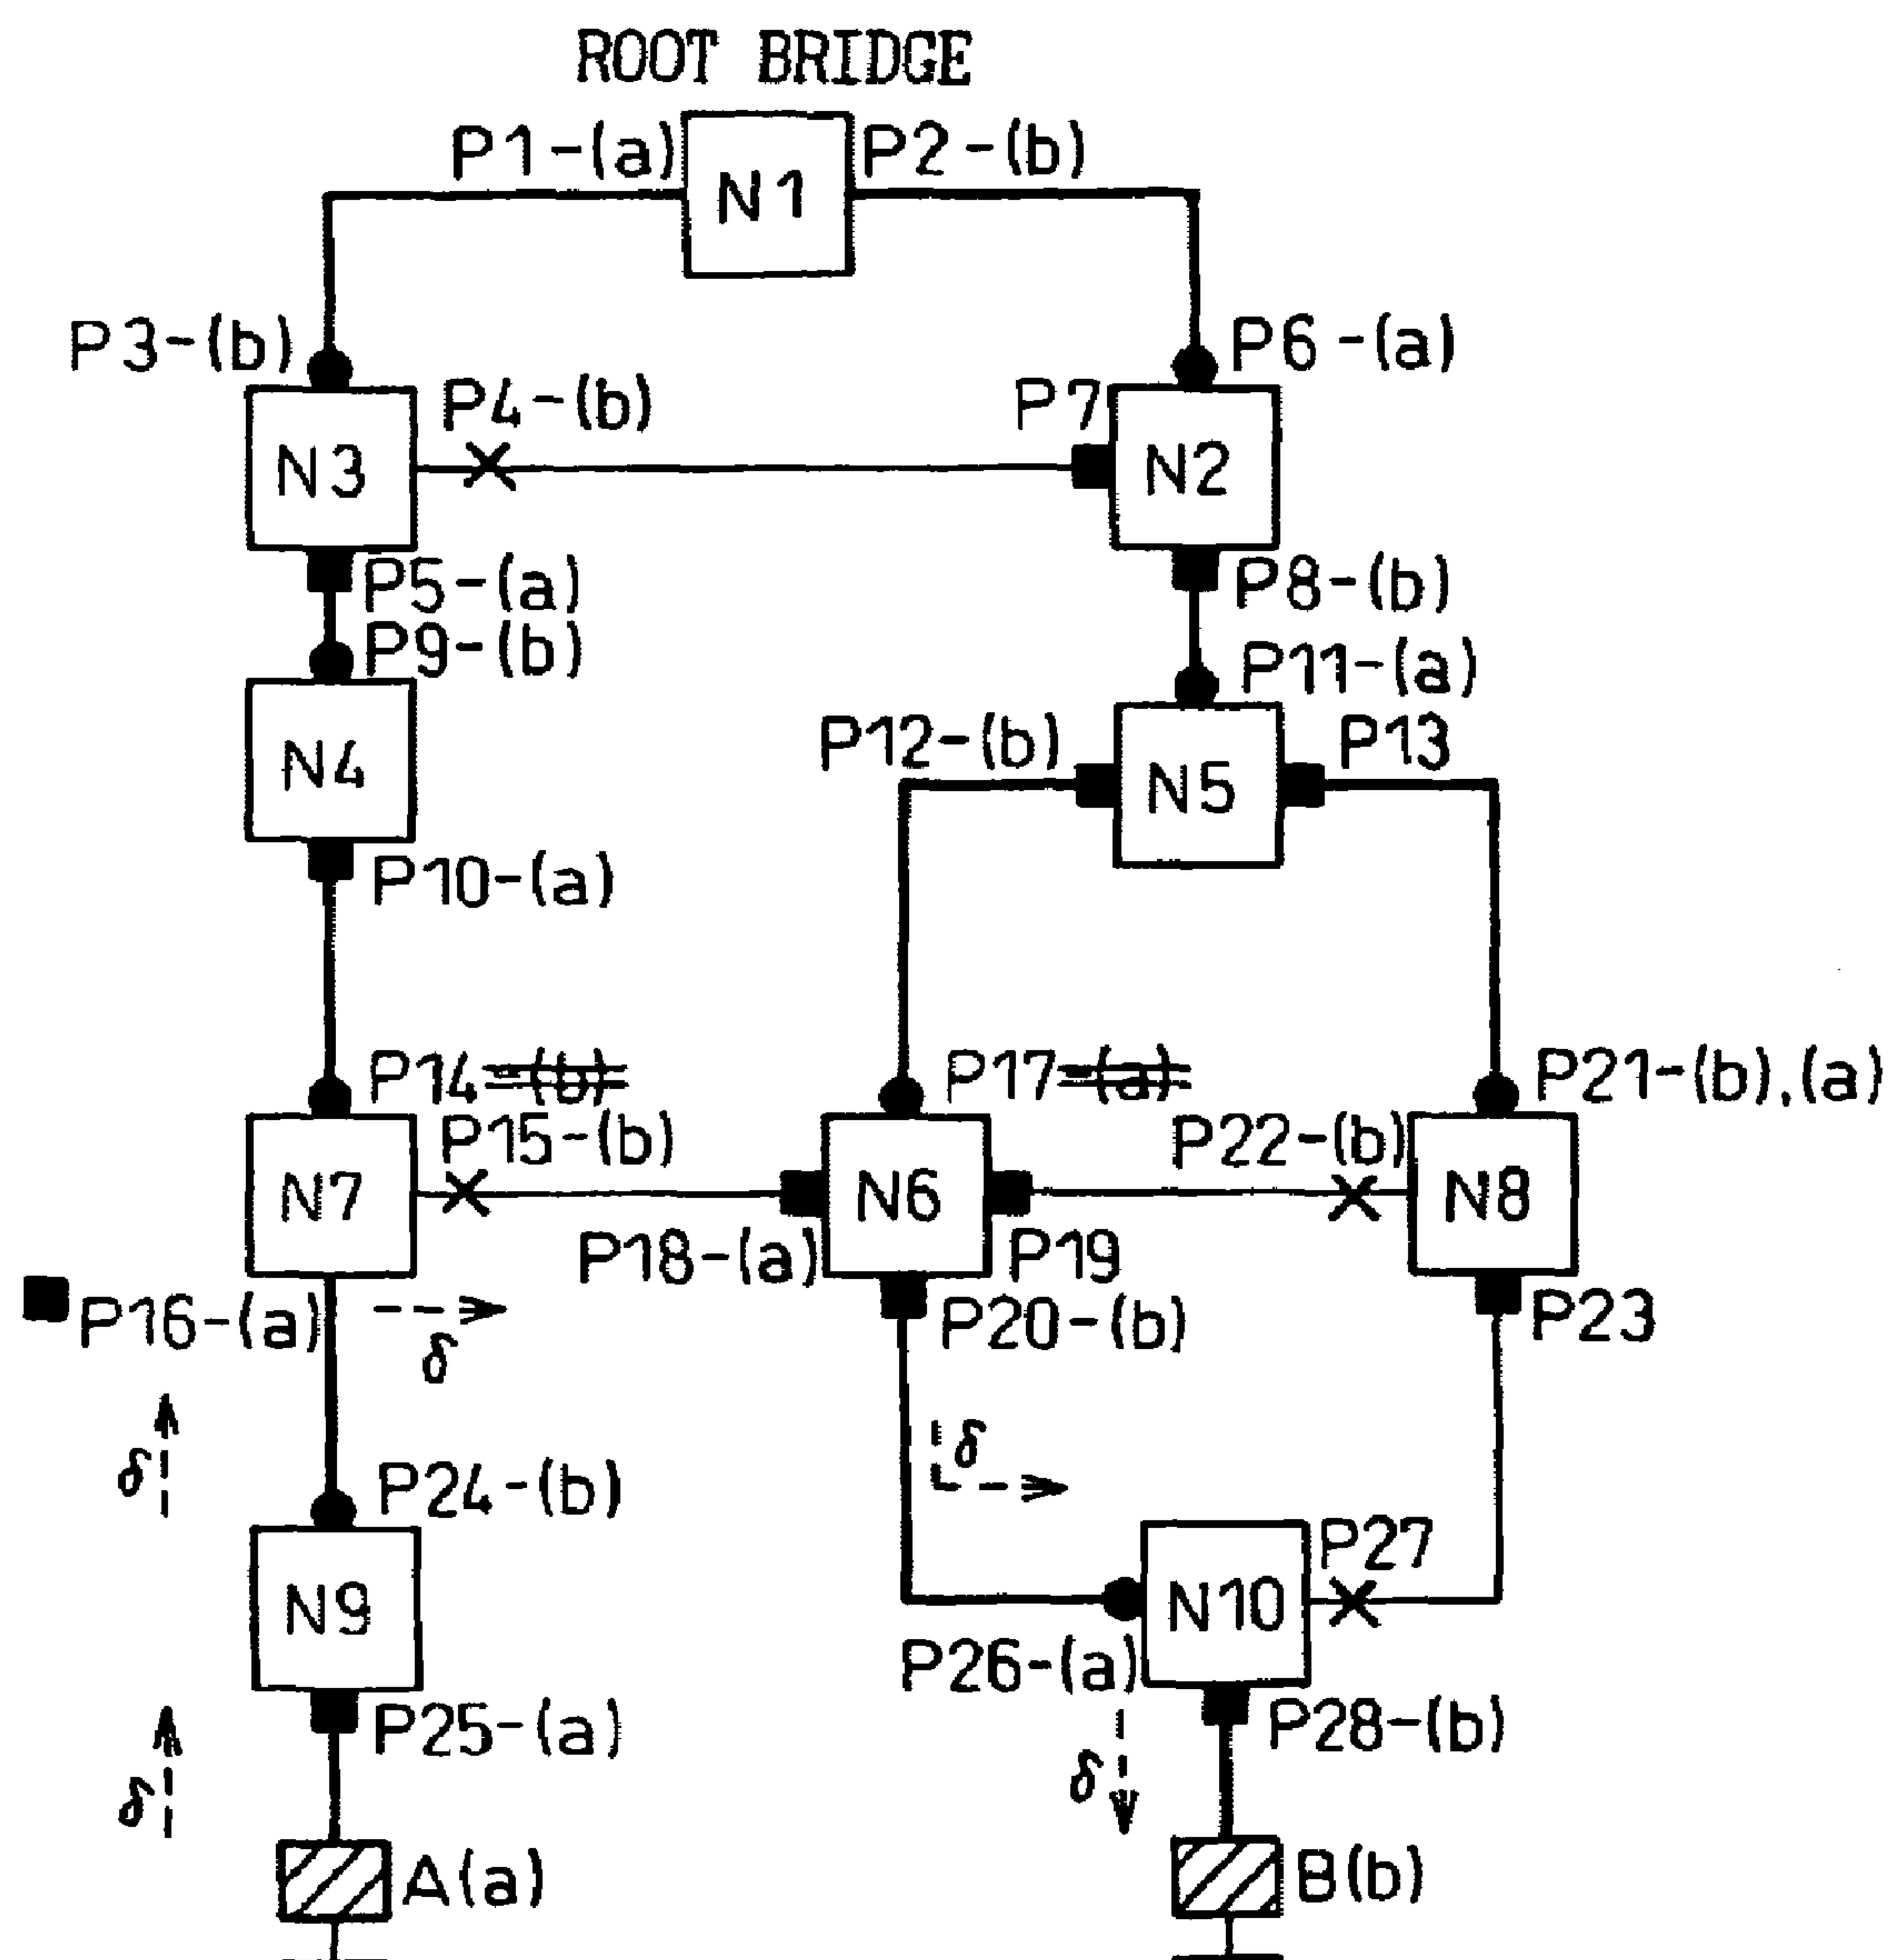 ROOT BRIDGE
P1-(a) N1 P2-(b)
P3-(b) P6-(a)
P4-(b) P7
N3 N2
P5-(a) P8-(b)
P9-(b) P11-(a)
P12-(b) P13
N4 N5
P10-(a)
P14-(b) P17-(a) P21-(b),(a)
P15-(b) P22-(b)
N7 N6 N8
P18-(a) P19
P16-(a) P20-(b) P23
δ
δ
δ P24-(b)
P27
N9 N10
P26-(a)
P25-(a) P28-(b)
δ δ
A(a) B(b)